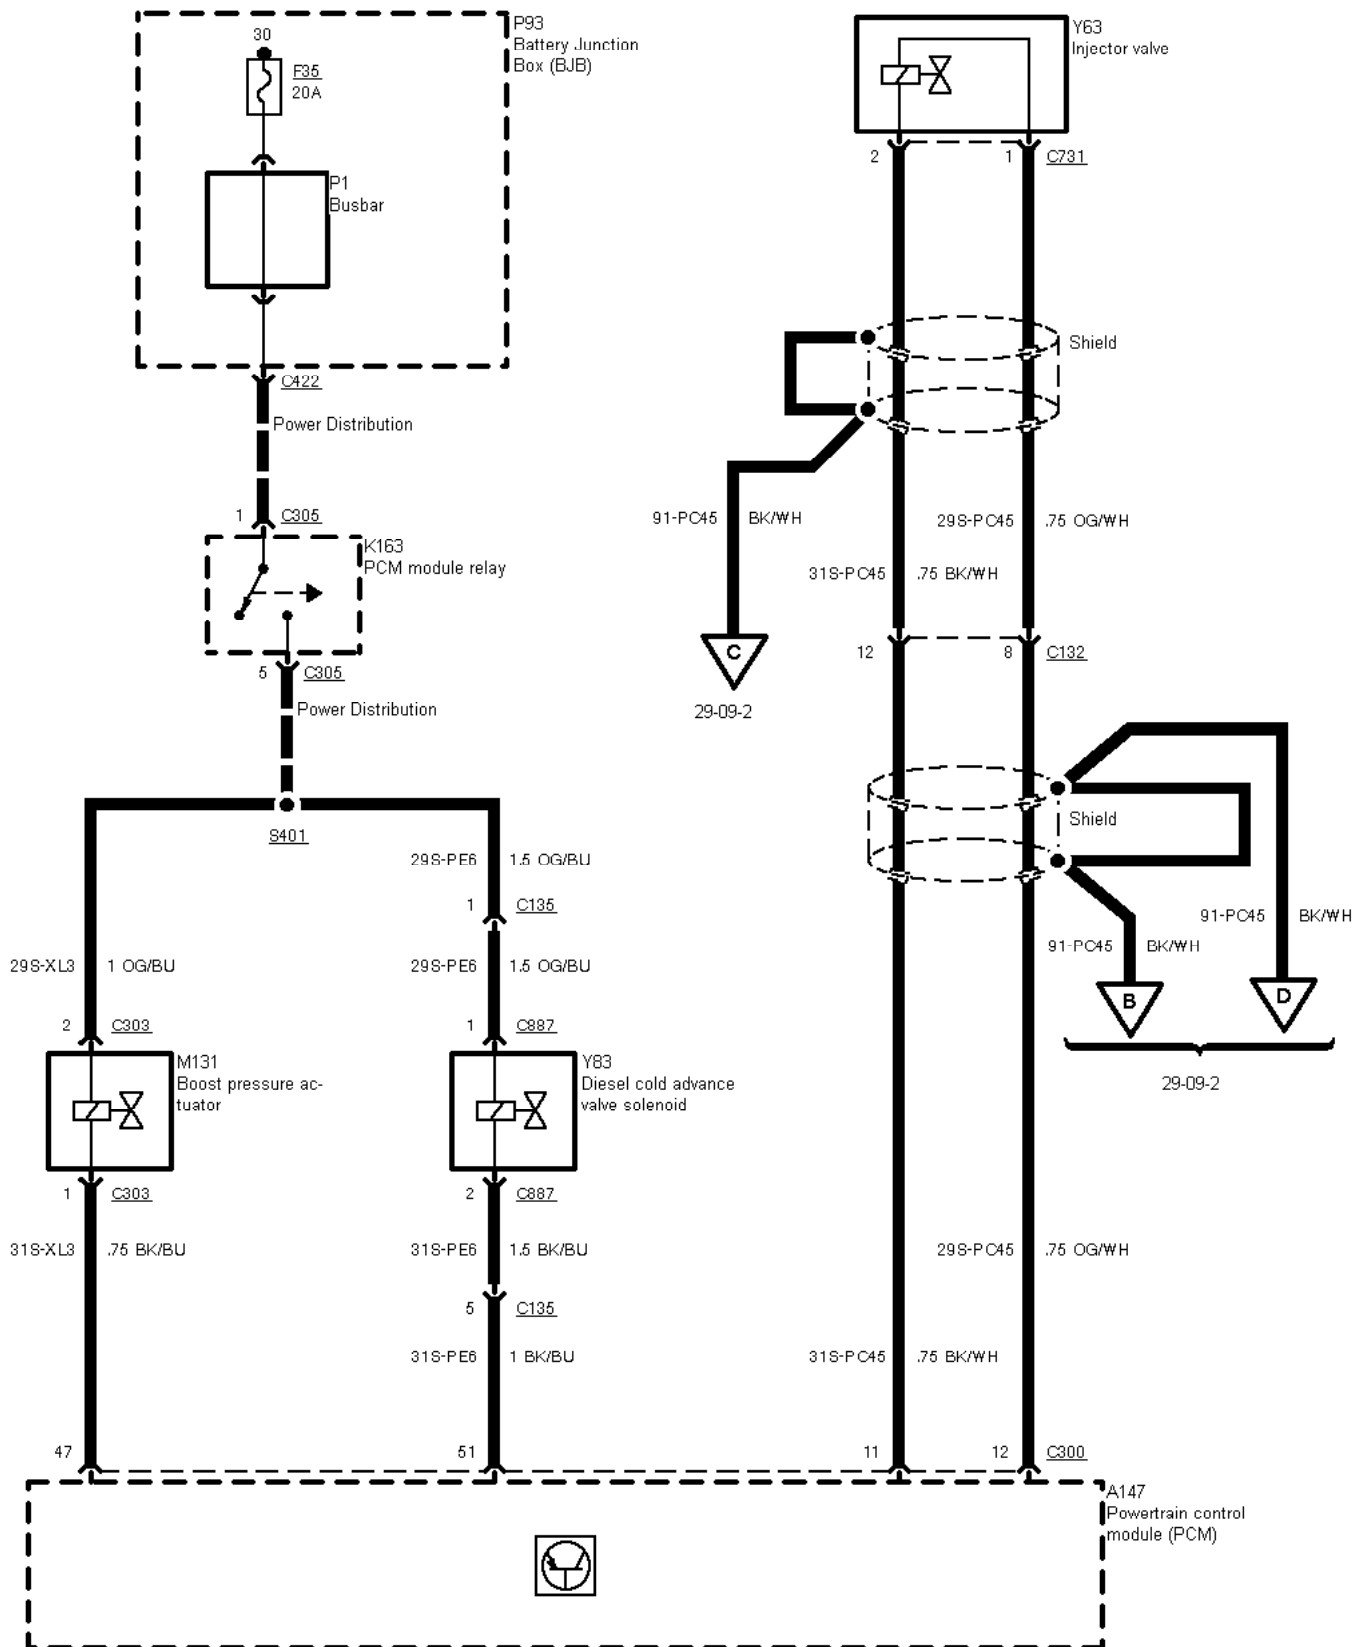 P93
Battery Junction
Box (BJB)
30
F35
20A
P1
Busbar
C422
Power Distribution
1 C305
K163
PCM module relay
5 C305
Power Distribution
S401
29S-PE6 1.5 OG/BU
1 C135
29S-XL3 1 OG/BU
29S-PE6 1.5 OG/BU
2 C303
1 C887
M131
Boost pressure ac-
tuator
Y83
Diesel cold advance
valve solenoid
1 C303
2 C887
31S-XL3 .75 BK/BU
31S-PE6 1.5 BK/BU
5 C135
31S-PE6 1 BK/BU
47
51
Y63
Injector valve
2 1 C731
Shield
91-PC45 BK/WH
29S-PC45 .75 OG/WH
31S-PC45 .75 BK/WH
C
29-09-2
12 8 C132
Shield
91-PC45 BK/WH
91-PC45 BK/WH
B
D
29-09-2
29S-PC45 .75 OG/WH
31S-PC45 .75 BK/WH
11 12 C300
A147
Powertrain control
module (PCM)